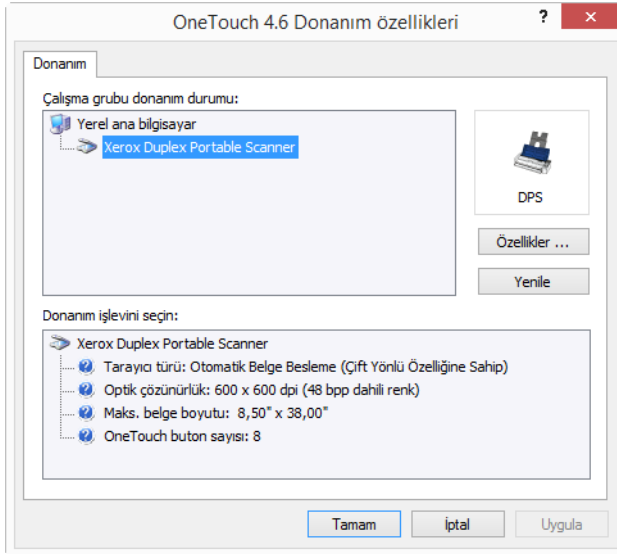 OneTouch 4.6 Donanım özellikleri
?
Donanım
Çalışma grubu donanım durumu:
Yerel ana bilgisayar
Xerox Duplex Portable Scanner
DPS
Özellikler ...
Yenile
Donanım işlevini seçin:
Xerox Duplex Portable Scanner
Tarayıcı türü: Otomatik Belge Besleme (Çift Yönlü Özelliğine Sahip)
Optik çözünürlük: 600 x 600 dpi (48 bpp dahili renk)
Maks. belge boyutu: 8,50" x 38,00"
OneTouch buton sayısı: 8
Tamam
İptal
Uygula